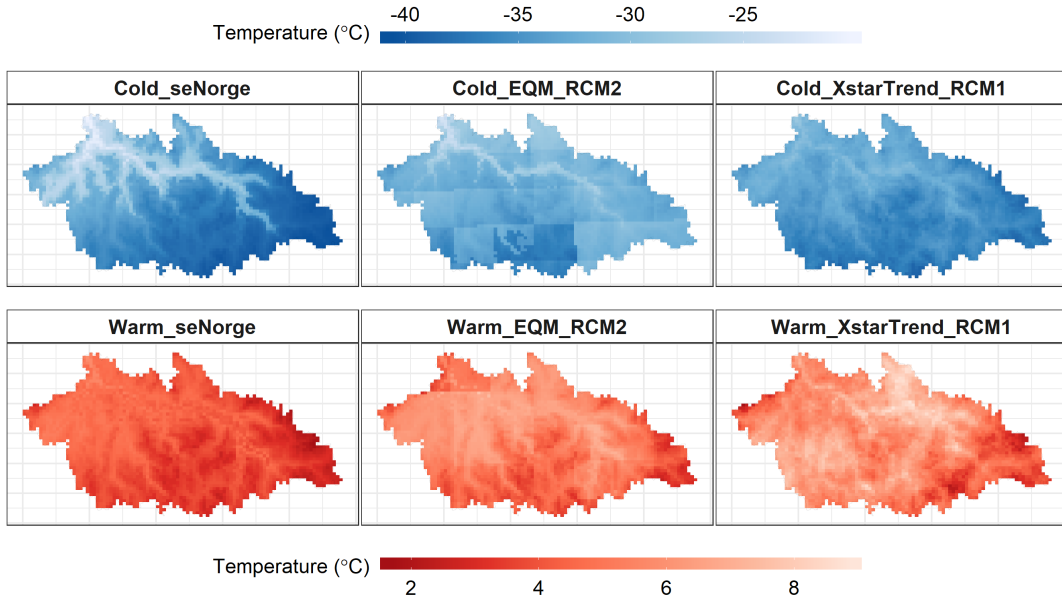 Temperature (°C) -40 -35 -30 -25
Cold_seNorge Cold_EQM_RCM2 Cold_XstarTrend_RCM1
Warm_seNorge Warm_EQM_RCM2 Warm_XstarTrend_RCM1
Temperature (°C) 2 4 6 8